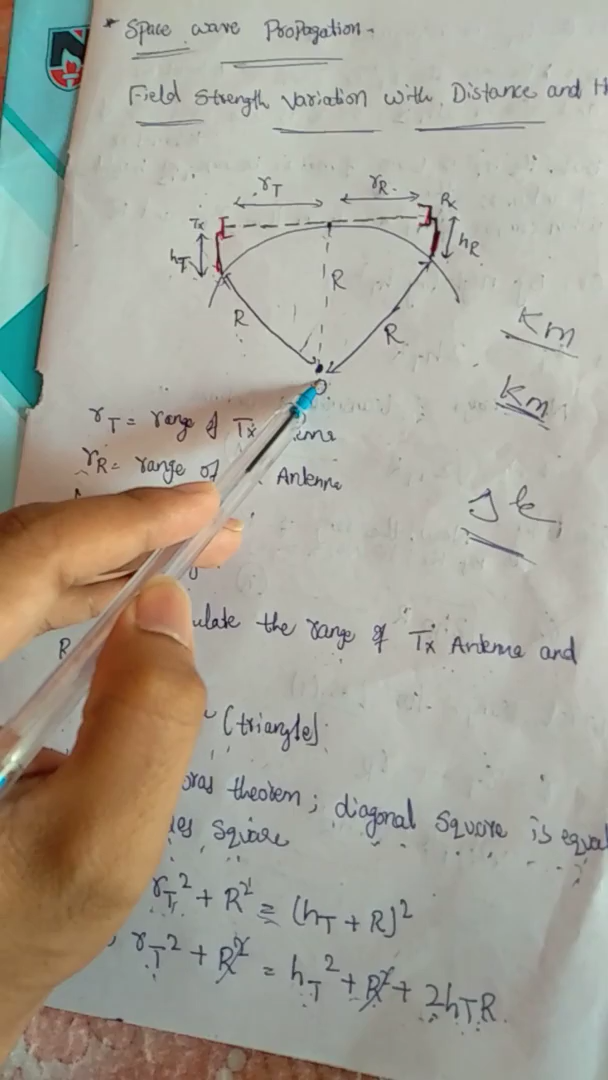 * Space wave Propagation -
Field Strength Variation with Distance and H
rT rR
Tx Rx
hT hR
R
R R
Km
Km
rT = range of Tx
rR = range of Antenna
ulate the range of Tx Antenna and
R
(triangle)
oras theorem ; diagonal square is equal
square
rT² + R² = (hT + R)²
rT² + R² = hT² + R² + 2hTR